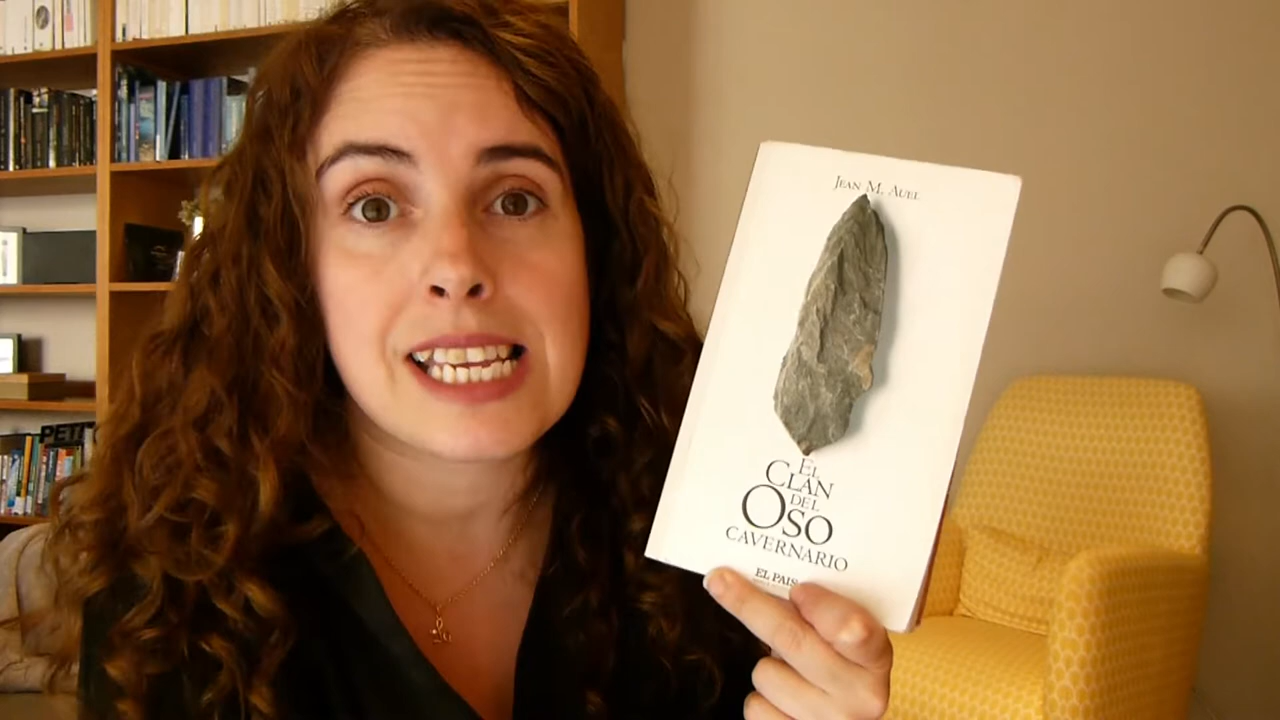 JEAN M. AUEL
EL
CLAN
DEL
OSO
CAVERNARIO
EL PAIS